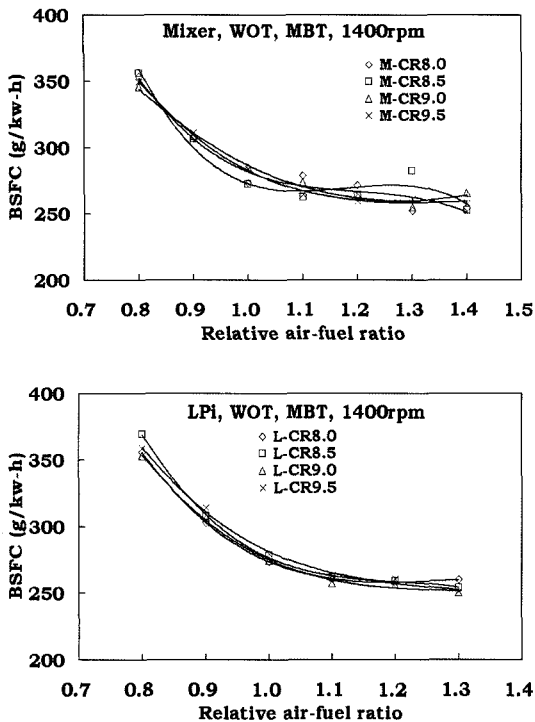 Mixer, WOT, MBT, 1400rpm
400
350
300
250
200
BSFC (g/kw-h)
M-CR8.0
M-CR8.5
M-CR9.0
M-CR9.5
0.7 0.8 0.9 1.0 1.1 1.2 1.3 1.4 1.5
Relative air-fuel ratio
LPi, WOT, MBT, 1400rpm
400
350
300
250
200
BSFC (g/kw-h)
L-CR8.0
L-CR8.5
L-CR9.0
L-CR9.5
0.7 0.8 0.9 1.0 1.1 1.2 1.3 1.4
Relative air-fuel ratio